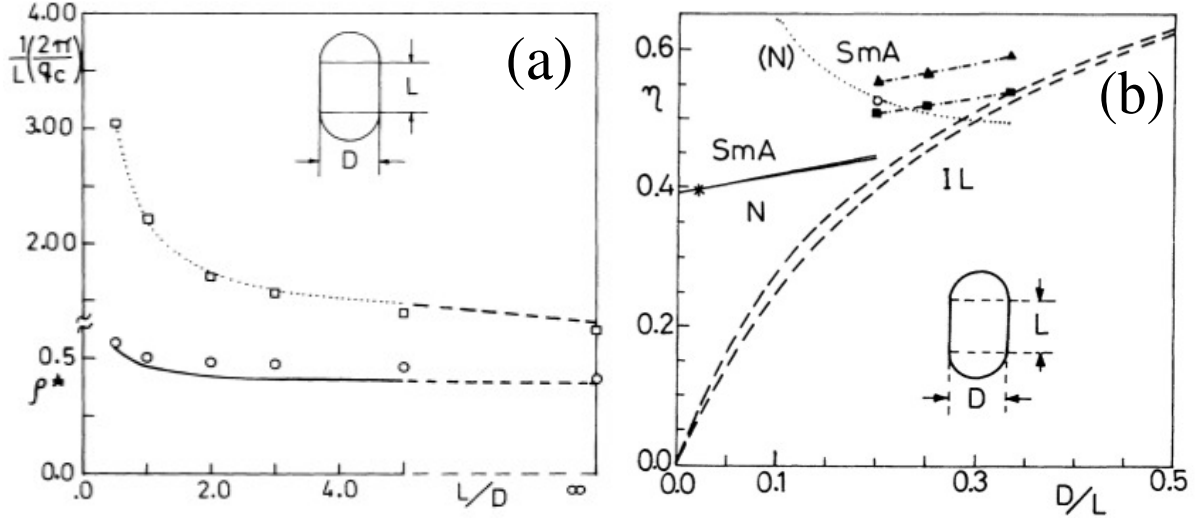 4.00
1/L(2π/qc)
(a)
L
3.00
D
2.00
0.5
ρ*
0.0
.0
2.0
4.0
L/D
∞
0.6
(N)
SmA
η
(b)
SmA
0.4
N
IL
0.2
L
D
0.0
0.0
0.1
0.3
0.5
D/L